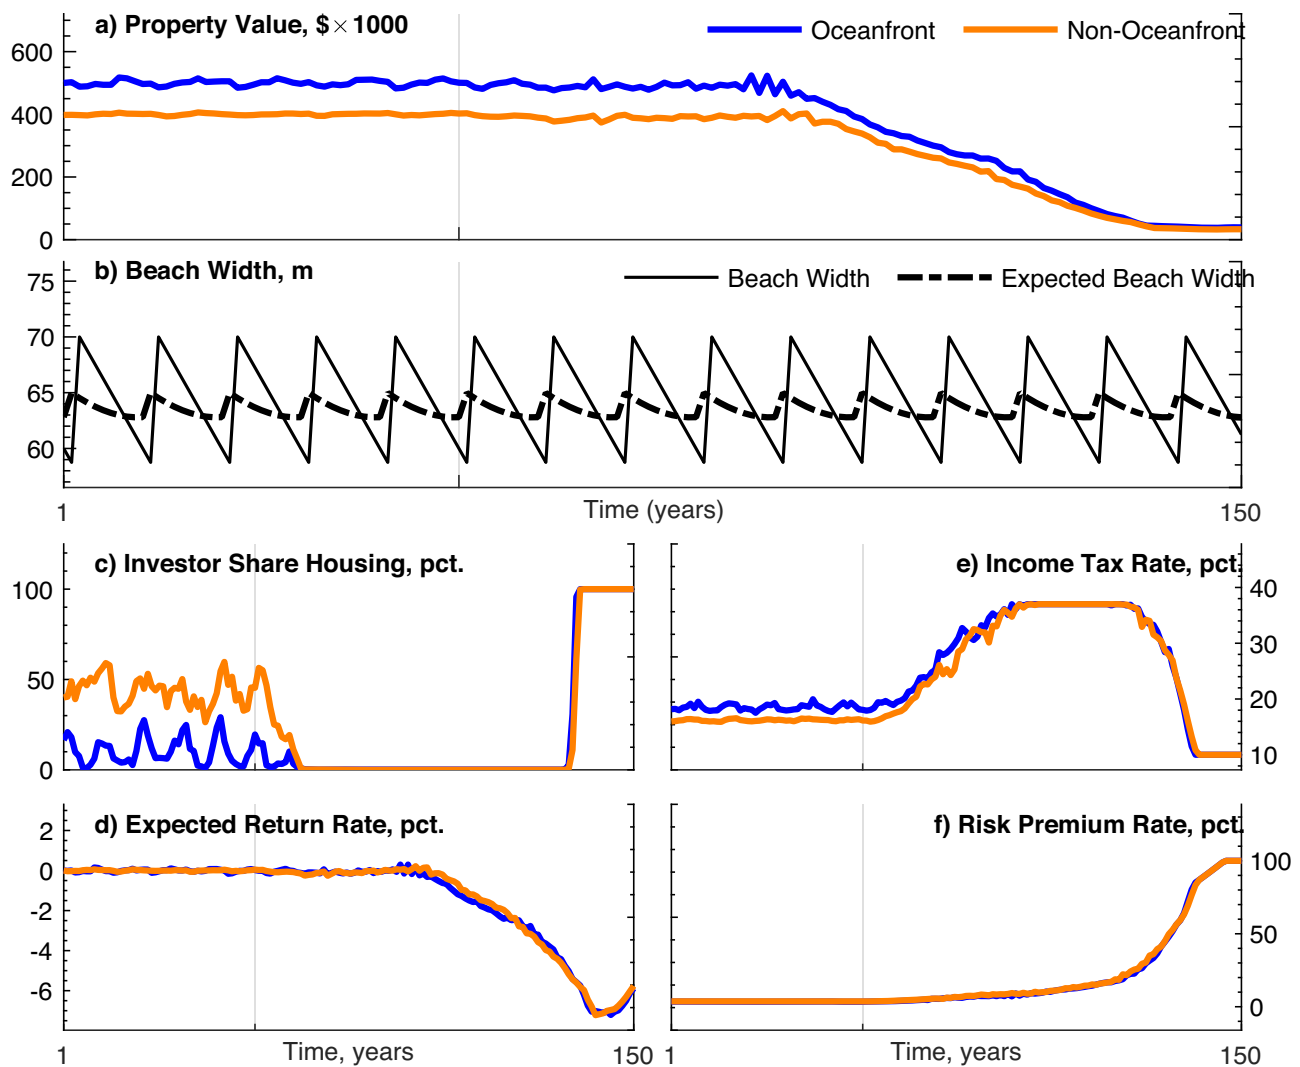 a) Property Value, $×1000
Oceanfront
Non-Oceanfront
600
400
200
0
b) Beach Width, m
Beach Width
Expected Beach Width
75
70
65
60
1
Time (years)
150
c) Investor Share Housing, pct.
100
50
0
e) Income Tax Rate, pct.
40
30
20
10
d) Expected Return Rate, pct.
2
0
-2
-4
-6
1
Time, years
150
f) Risk Premium Rate, pct.
100
50
0
1
Time, years
150